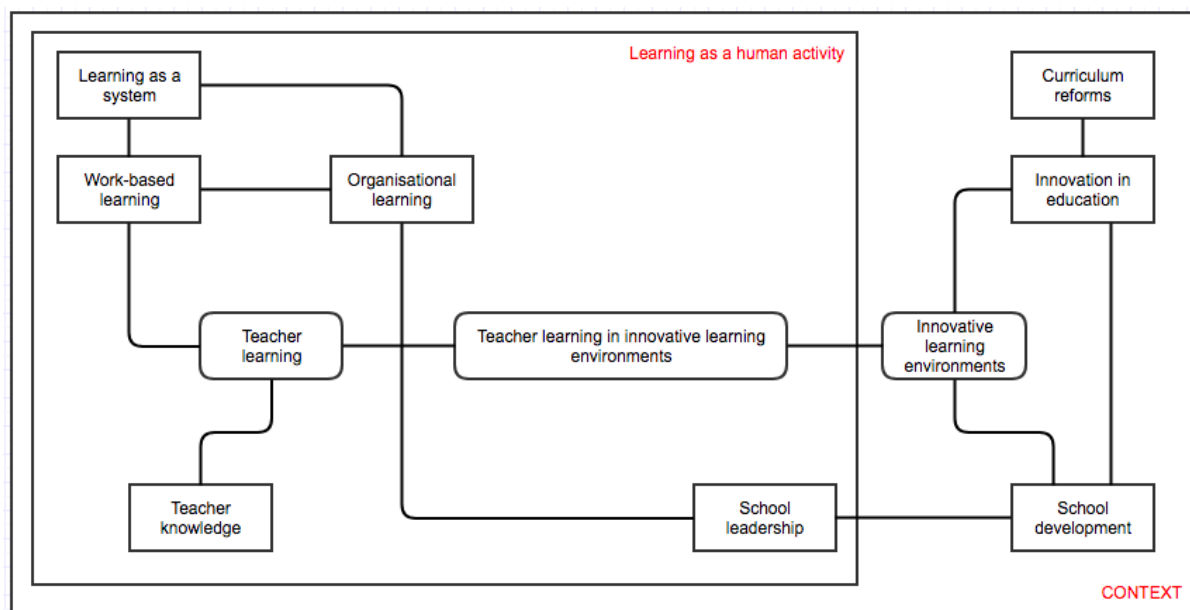 Learning as a human activity
Learning as a
system
Curriculum
reforms
Work-based
learning
Organisational
learning
Innovation in
education
Teacher
learning
Teacher learning in innovative learning
environments
Innovative
learning
environments
Teacher
knowledge
School
leadership
School
development
CONTEXT